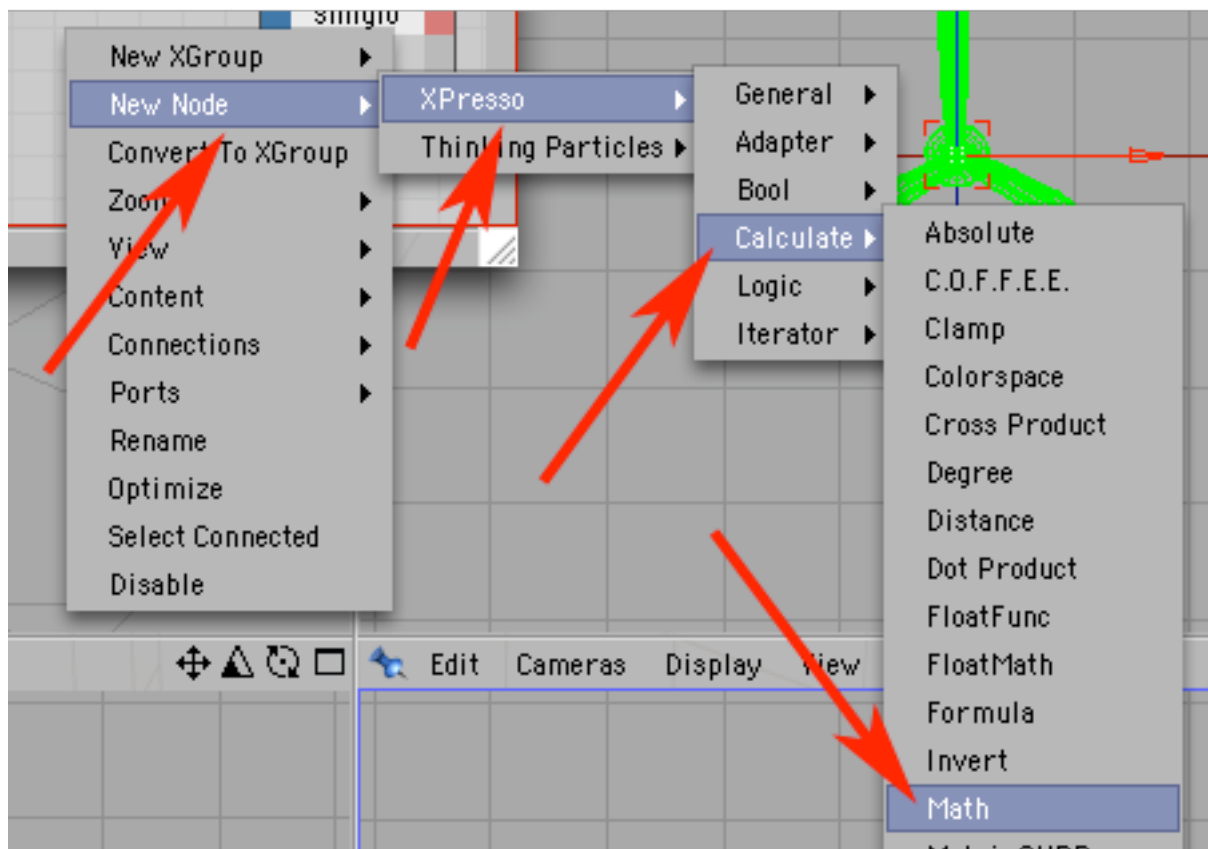 New XGroup
New Node
Convert To XGroup
Zoom
View
Content
Connections
Ports
Rename
Optimize
Select Connected
Disable
XPresso
Thinking Particles
General
Adapter
Bool
Calculate
Logic
Iterator
Absolute
C.O.F.F.E.E.
Clamp
Colorspace
Cross Product
Degree
Distance
Dot Product
FloatFunc
FloatMath
Formula
Invert
Math
Edit Cameras Display View